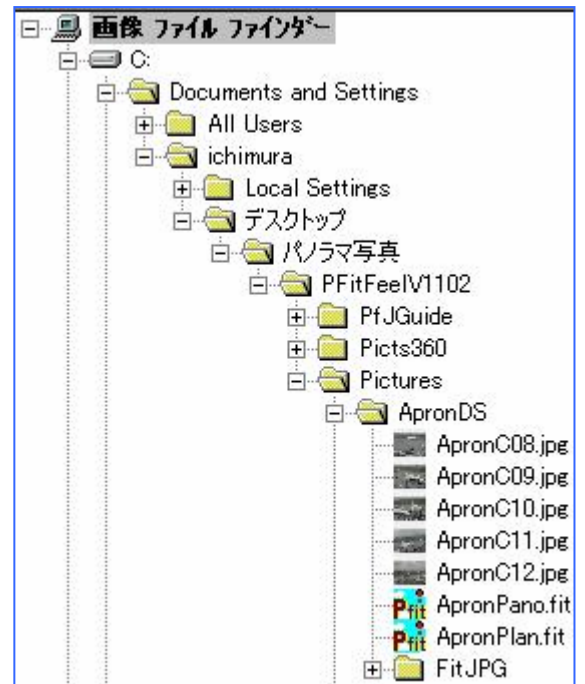 画像 ファイル ファインダー
C:
Documents and Settings
All Users
ichimura
Local Settings
デスクトップ
パノラマ写真
PFitFeelV1102
PfJGuide
Picts360
Pictures
ApronDS
ApronC08.jpg
ApronC09.jpg
ApronC10.jpg
ApronC11.jpg
ApronC12.jpg
Pfit ApronPano.fit
Pfit ApronPlan.fit
FitJPG